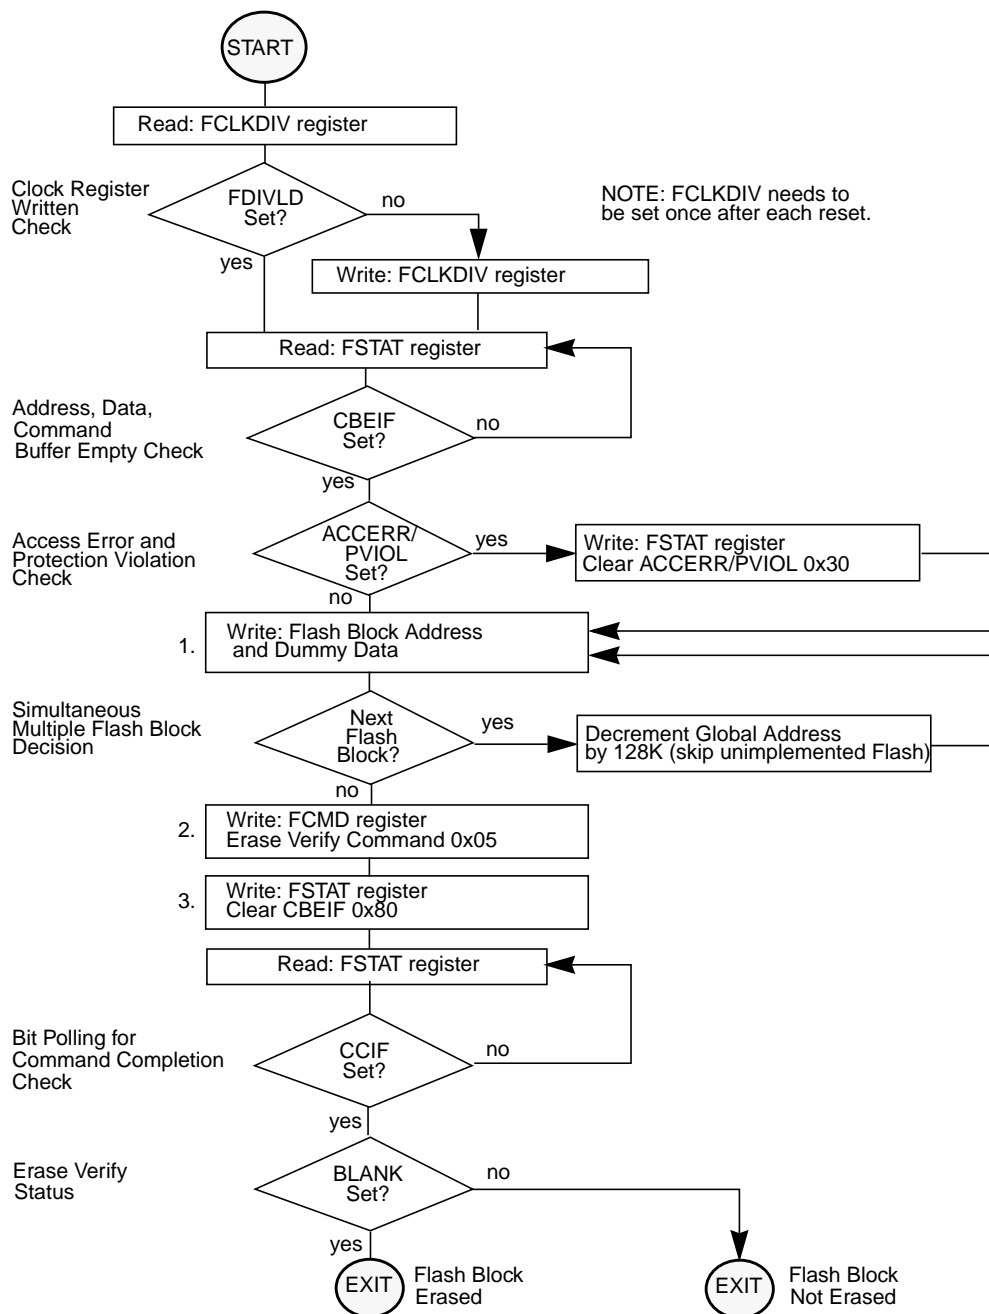 START
Read: FCLKDIV register
Clock Register
Written
Check
FDIVLD
Set?
no
yes
NOTE: FCLKDIV needs to
be set once after each reset.
Write: FCLKDIV register
Read: FSTAT register
Address, Data,
Command
Buffer Empty Check
CBEIF
Set?
no
yes
Access Error and
Protection Violation
Check
ACCERR/
PVIOL
Set?
yes
no
Write: FSTAT register
Clear ACCERR/PVIOL 0x30
1.
Write: Flash Block Address
and Dummy Data
Simultaneous
Multiple Flash Block
Decision
Next
Flash
Block?
yes
no
Decrement Global Address
by 128K (skip unimplemented Flash)
2.
Write: FCMD register
Erase Verify Command 0x05
3.
Write: FSTAT register
Clear CBEIF 0x80
Read: FSTAT register
Bit Polling for
Command Completion
Check
CCIF
Set?
no
yes
Erase Verify
Status
BLANK
Set?
no
yes
EXIT
Flash Block
Erased
EXIT
Flash Block
Not Erased